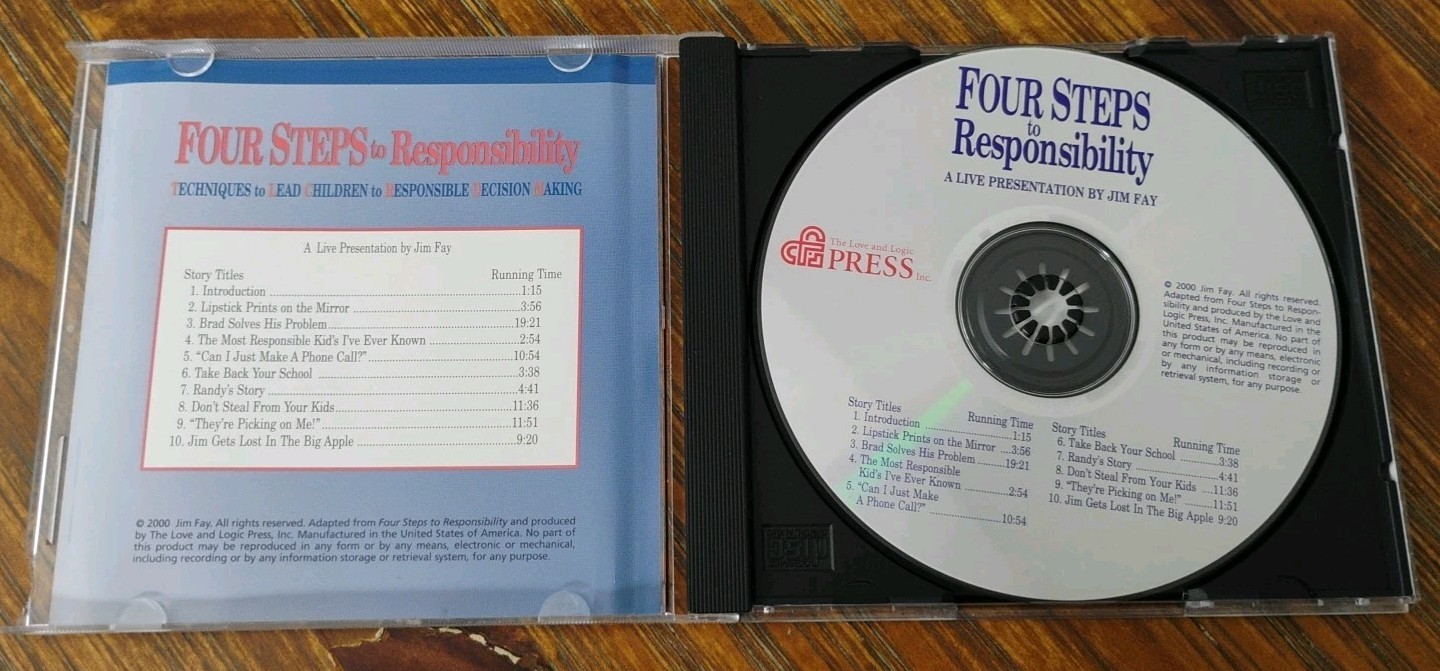 FOUR STEPS to Responsibility
TECHNIQUES to LEAD CHILDREN to RESPONSIBLE DECISION MAKING
A Live Presentation by Jim Fay
Story Titles Running Time
1. Introduction ........ 1:15
2. Lipstick Prints on the Mirror ........ 3:56
3. Brad Solves His Problem ........ 19:21
4. The Most Responsible Kid's I've Ever Known ........ 2:54
5. "Can I Just Make A Phone Call?" ........ 10:54
6. Take Back Your School ........ 3:38
7. Randy's Story ........ 4:41
8. Don't Steal From Your Kids ........ 11:36
9. "They're Picking on Me!" ........ 11:51
10. Jim Gets Lost In The Big Apple ........ 9:20
© 2000 Jim Fay. All rights reserved. Adapted from Four Steps to Responsibility and produced
by The Love and Logic Press, Inc. Manufactured in the United States of America. No part of
this product may be reproduced in any form or by any means, electronic or mechanical,
including recording or by any information storage or retrieval system, for any purpose.
FOUR STEPS
to
Responsibility
A LIVE PRESENTATION BY JIM FAY
The Love and Logic
PRESS Inc.
© 2000 Jim Fay. All rights reserved.
Adapted from Four Steps to Respon-
sibility and produced by the Love and
Logic Press, Inc. Manufactured in the
United States of America. No part of
this product may be reproduced in
any form or by any means, electronic
or mechanical, including recording or
by any information storage or
retrieval system, for any purpose.
Story Titles Running Time
1. Introduction ........ 1:15
2. Lipstick Prints on the Mirror .... 3:56
3. Brad Solves His Problem ........ 19:21
4. The Most Responsible
Kid's I've Ever Known ........ 2:54
5. "Can I Just Make
A Phone Call?" ........ 10:54
Story Titles Running Time
6. Take Back Your School ........ 3:38
7. Randy's Story ........ 4:41
8. Don't Steal From Your Kids .... 11:36
9. "They're Picking on Me!" ........ 11:51
10. Jim Gets Lost In The Big Apple 9:20